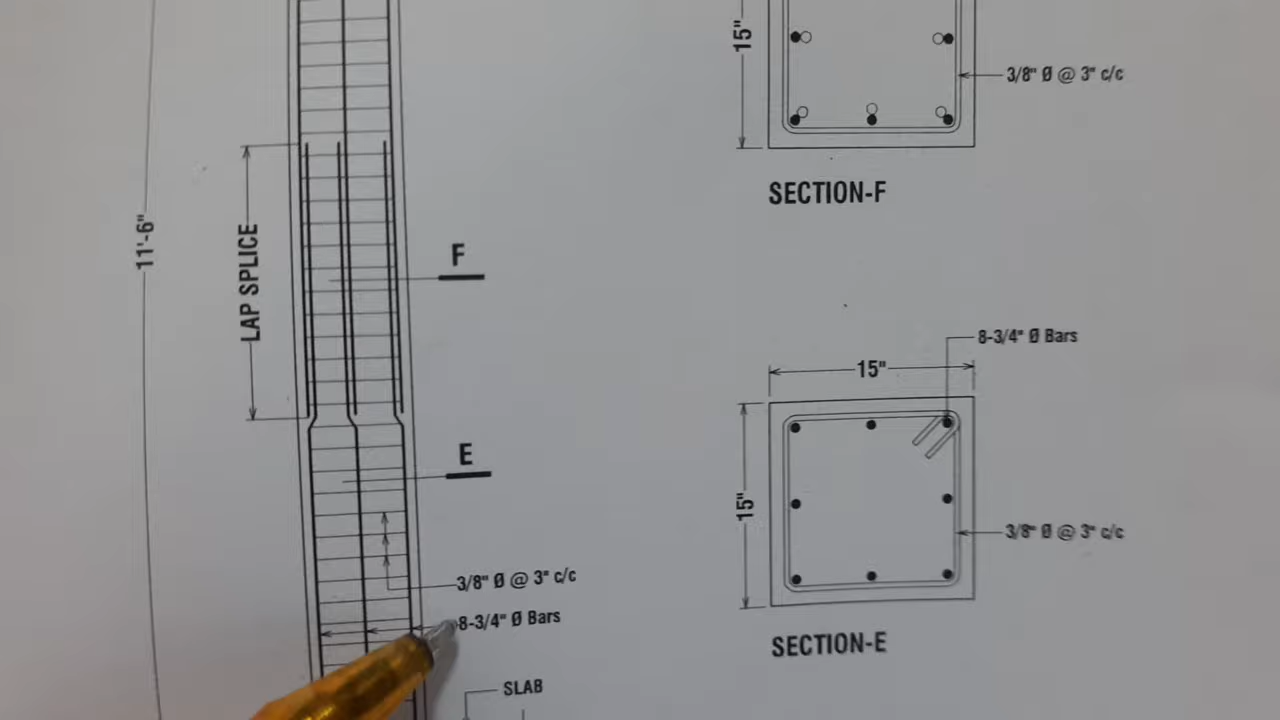 11'-6"
LAP SPLICE
F
E
3/8" Ø @ 3" c/c
8-3/4" Ø Bars
SLAB
15"
3/8" Ø @ 3" c/c
SECTION-F
8-3/4" Ø Bars
15"
15"
3/8" Ø @ 3" c/c
SECTION-E